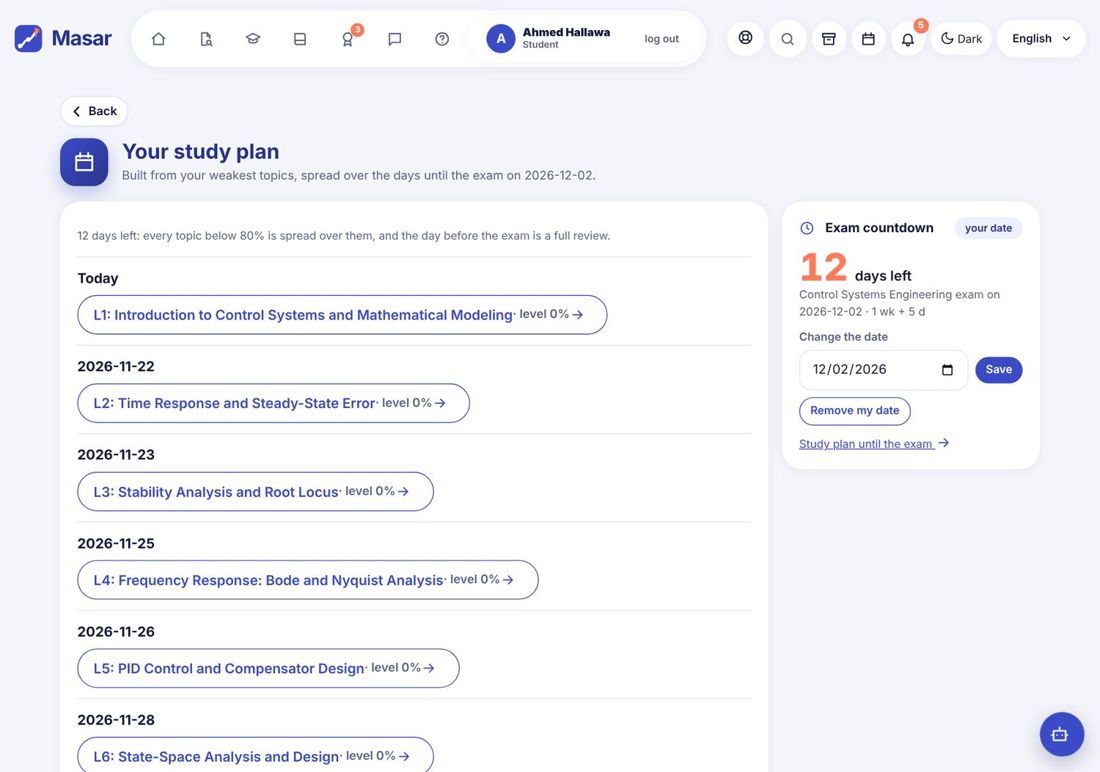 Masar
3
A
Ahmed Hallawa
Student
log out
5
Dark
English
Back
Your study plan
Built from your weakest topics, spread over the days until the exam on 2026-12-02.
12 days left: every topic below 80% is spread over them, and the day before the exam is a full review.
Today
L1: Introduction to Control Systems and Mathematical Modeling· level 0% →
2026-11-22
L2: Time Response and Steady-State Error· level 0% →
2026-11-23
L3: Stability Analysis and Root Locus· level 0% →
2026-11-25
L4: Frequency Response: Bode and Nyquist Analysis· level 0% →
2026-11-26
L5: PID Control and Compensator Design· level 0% →
2026-11-28
L6: State-Space Analysis and Design· level 0% →
Exam countdown
your date
12 days left
Control Systems Engineering exam on
2026-12-02 · 1 wk + 5 d
Change the date
12/02/2026
Save
Remove my date
Study plan until the exam →